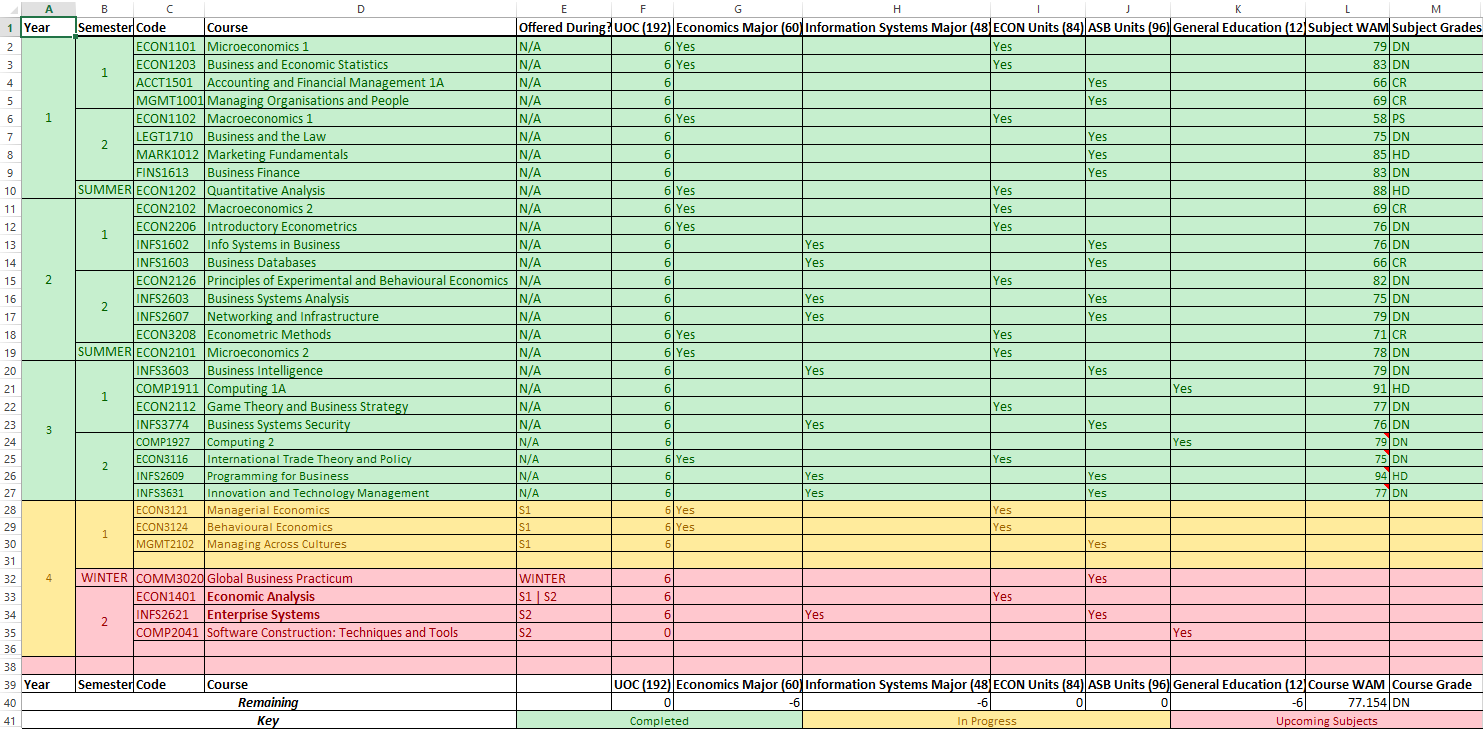 A B C D E F G H I J K L M
1 Year Semester Code Course Offered During? UOC (192) Economics Major (60) Information Systems Major (48) ECON Units (84) ASB Units (96) General Education (12) Subject WAM Subject Grades
2 ECON1101 Microeconomics 1 N/A 6 Yes Yes 79 DN
3 1 ECON1203 Business and Economic Statistics N/A 6 Yes Yes 83 DN
4 ACCT1501 Accounting and Financial Management 1A N/A 6 Yes 66 CR
5 MGMT1001 Managing Organisations and People N/A 6 Yes 69 CR
6 1 ECON1102 Macroeconomics 1 N/A 6 Yes Yes 58 PS
7 2 LEGT1710 Business and the Law N/A 6 Yes 75 DN
8 MARK1012 Marketing Fundamentals N/A 6 Yes 85 HD
9 FINS1613 Business Finance N/A 6 Yes 83 DN
10 SUMMER ECON1202 Quantitative Analysis N/A 6 Yes Yes 88 HD
11 ECON2102 Macroeconomics 2 N/A 6 Yes Yes 69 CR
12 1 ECON2206 Introductory Econometrics N/A 6 Yes Yes 76 DN
13 INFS1602 Info Systems in Business N/A 6 Yes Yes 76 DN
14 INFS1603 Business Databases N/A 6 Yes Yes 66 CR
15 2 ECON2126 Principles of Experimental and Behavioural Economics N/A 6 Yes 82 DN
16 2 INFS2603 Business Systems Analysis N/A 6 Yes Yes 75 DN
17 INFS2607 Networking and Infrastructure N/A 6 Yes Yes 79 DN
18 ECON3208 Econometric Methods N/A 6 Yes Yes 71 CR
19 SUMMER ECON2101 Microeconomics 2 N/A 6 Yes Yes 78 DN
20 INFS3603 Business Intelligence N/A 6 Yes Yes 79 DN
21 1 COMP1911 Computing 1A N/A 6 Yes 91 HD
22 ECON2112 Game Theory and Business Strategy N/A 6 Yes 77 DN
23 3 INFS3774 Business Systems Security N/A 6 Yes Yes 76 DN
24 COMP1927 Computing 2 N/A 6 Yes 79 DN
25 2 ECON3116 International Trade Theory and Policy N/A 6 Yes Yes 75 DN
26 INFS2609 Programming for Business N/A 6 Yes Yes 94 HD
27 INFS3631 Innovation and Technology Management N/A 6 Yes Yes 77 DN
28 ECON3121 Managerial Economics S1 6 Yes Yes
29 1 ECON3124 Behavioural Economics S1 6 Yes Yes
30 MGMT2102 Managing Across Cultures S1 6 Yes
31
32 4 WINTER COMM3020 Global Business Practicum WINTER 6 Yes
33 ECON1401 Economic Analysis S1 | S2 6 Yes
34 2 INFS2621 Enterprise Systems S2 6 Yes Yes
35 COMP2041 Software Construction: Techniques and Tools S2 0 Yes
36
38
39 Year Semester Code Course UOC (192) Economics Major (60) Information Systems Major (48) ECON Units (84) ASB Units (96) General Education (12) Course WAM Course Grade
40 Remaining 0 -6 -6 0 0 -6 77.154 DN
41 Key Completed In Progress Upcoming Subjects